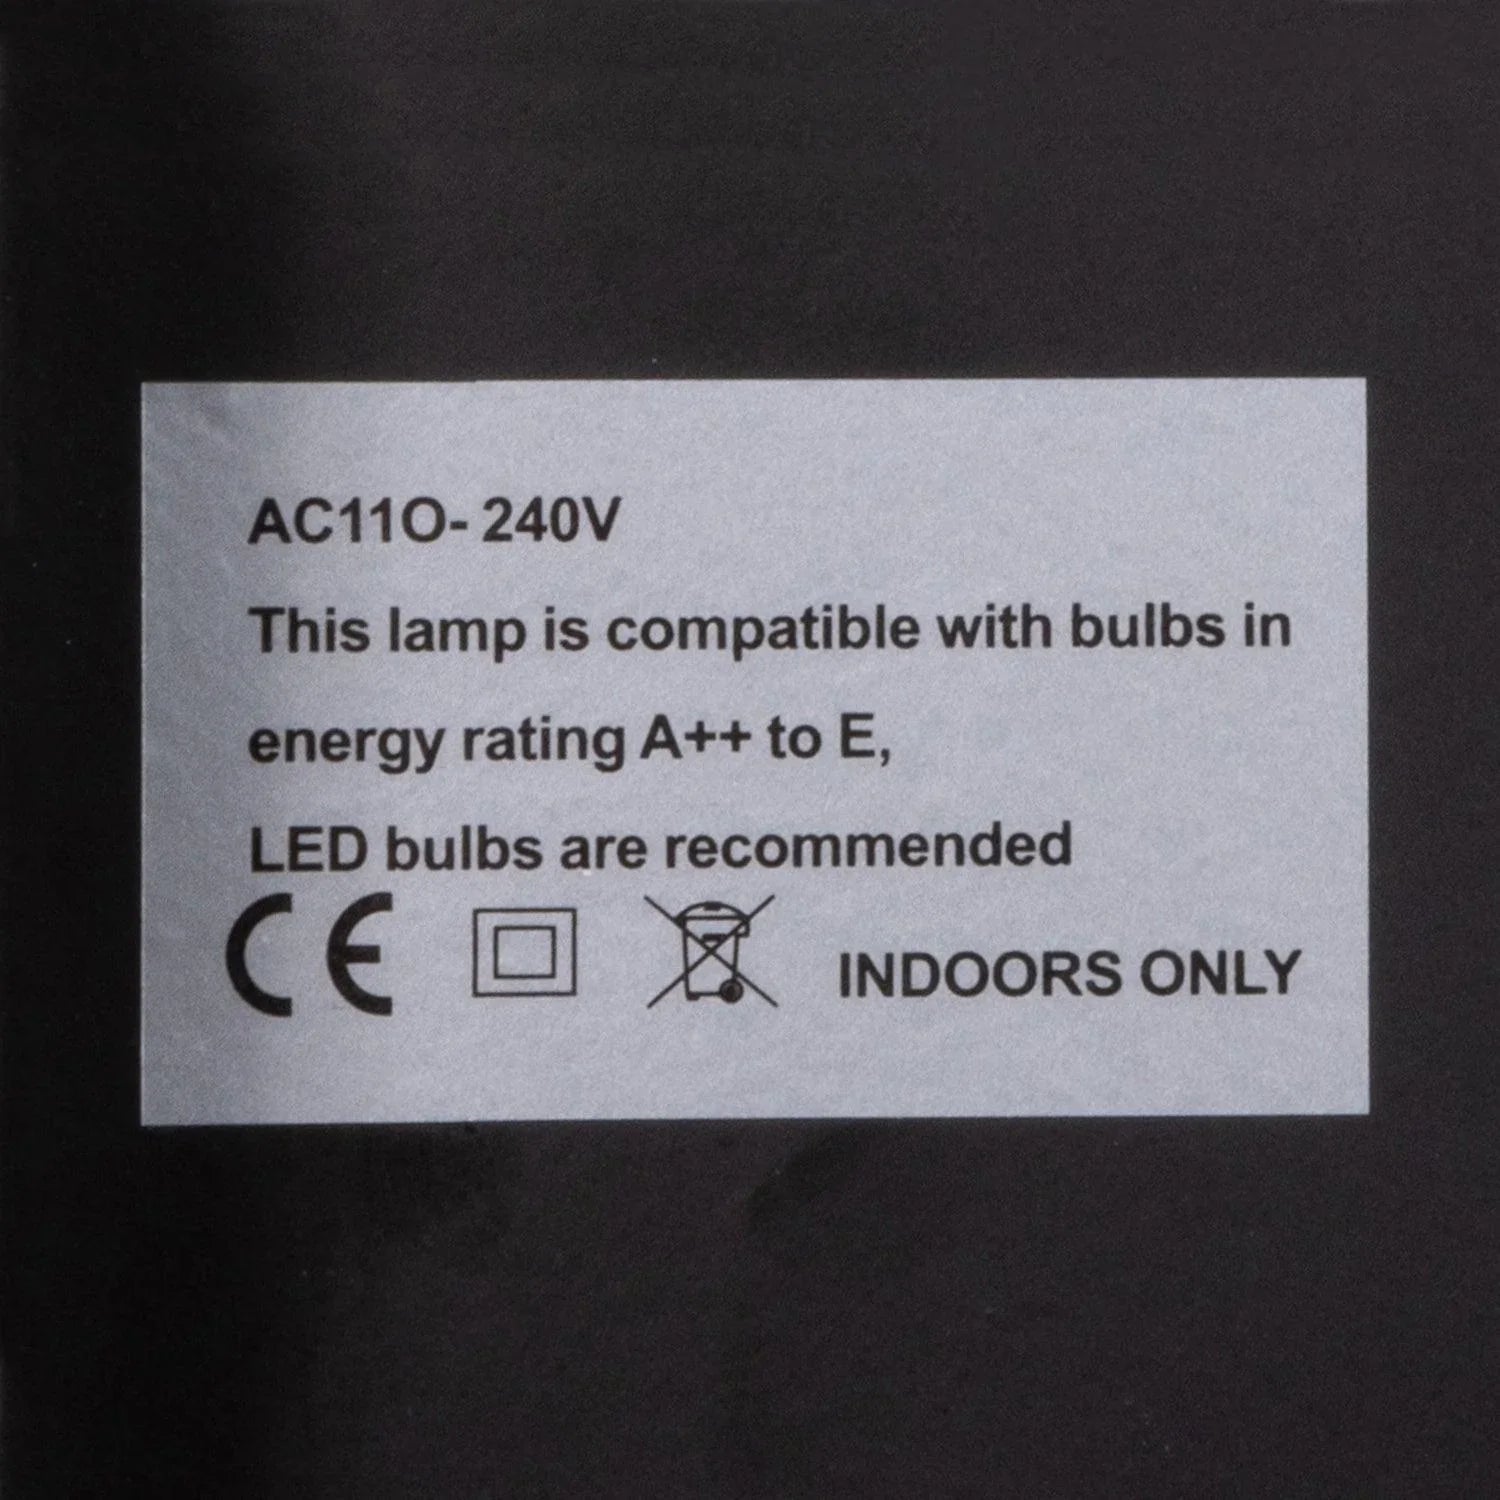 AC11O- 240V
This lamp is compatible with bulbs in
energy rating A++ to E,
LED bulbs are recommended
CE INDOORS ONLY